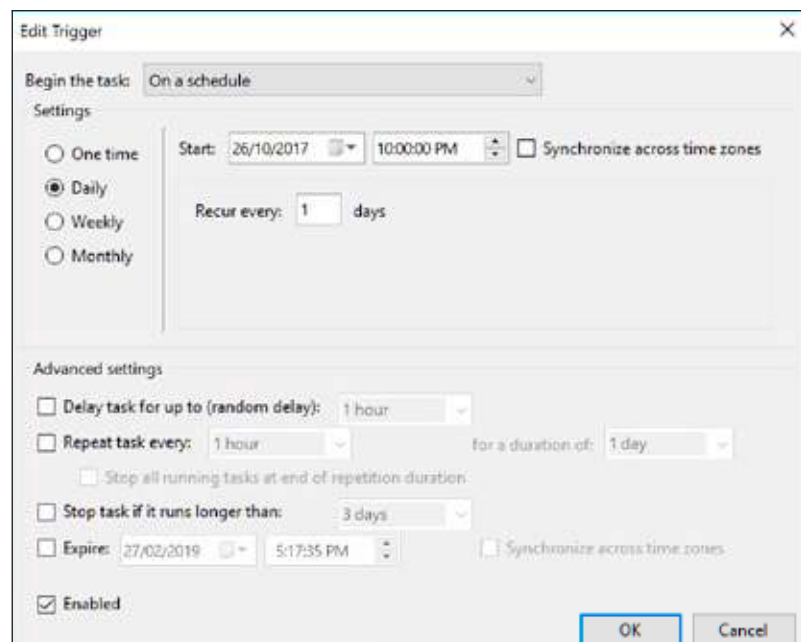 Edit Trigger
Begin the task: On a schedule
Settings
One time
Start: 26/10/2017 10:00:00 PM Synchronize across time zones
Daily
Recur every: 1 days
Weekly
Monthly
Advanced settings
Delay task for up to (random delay): 1 hour
Repeat task every: 1 hour for a duration of: 1 day
Stop all running tasks at end of repetition duration
Stop task if it runs longer than: 3 days
Expire: 27/02/2019 5:17:35 PM Synchronize across time zones
Enabled
OK Cancel